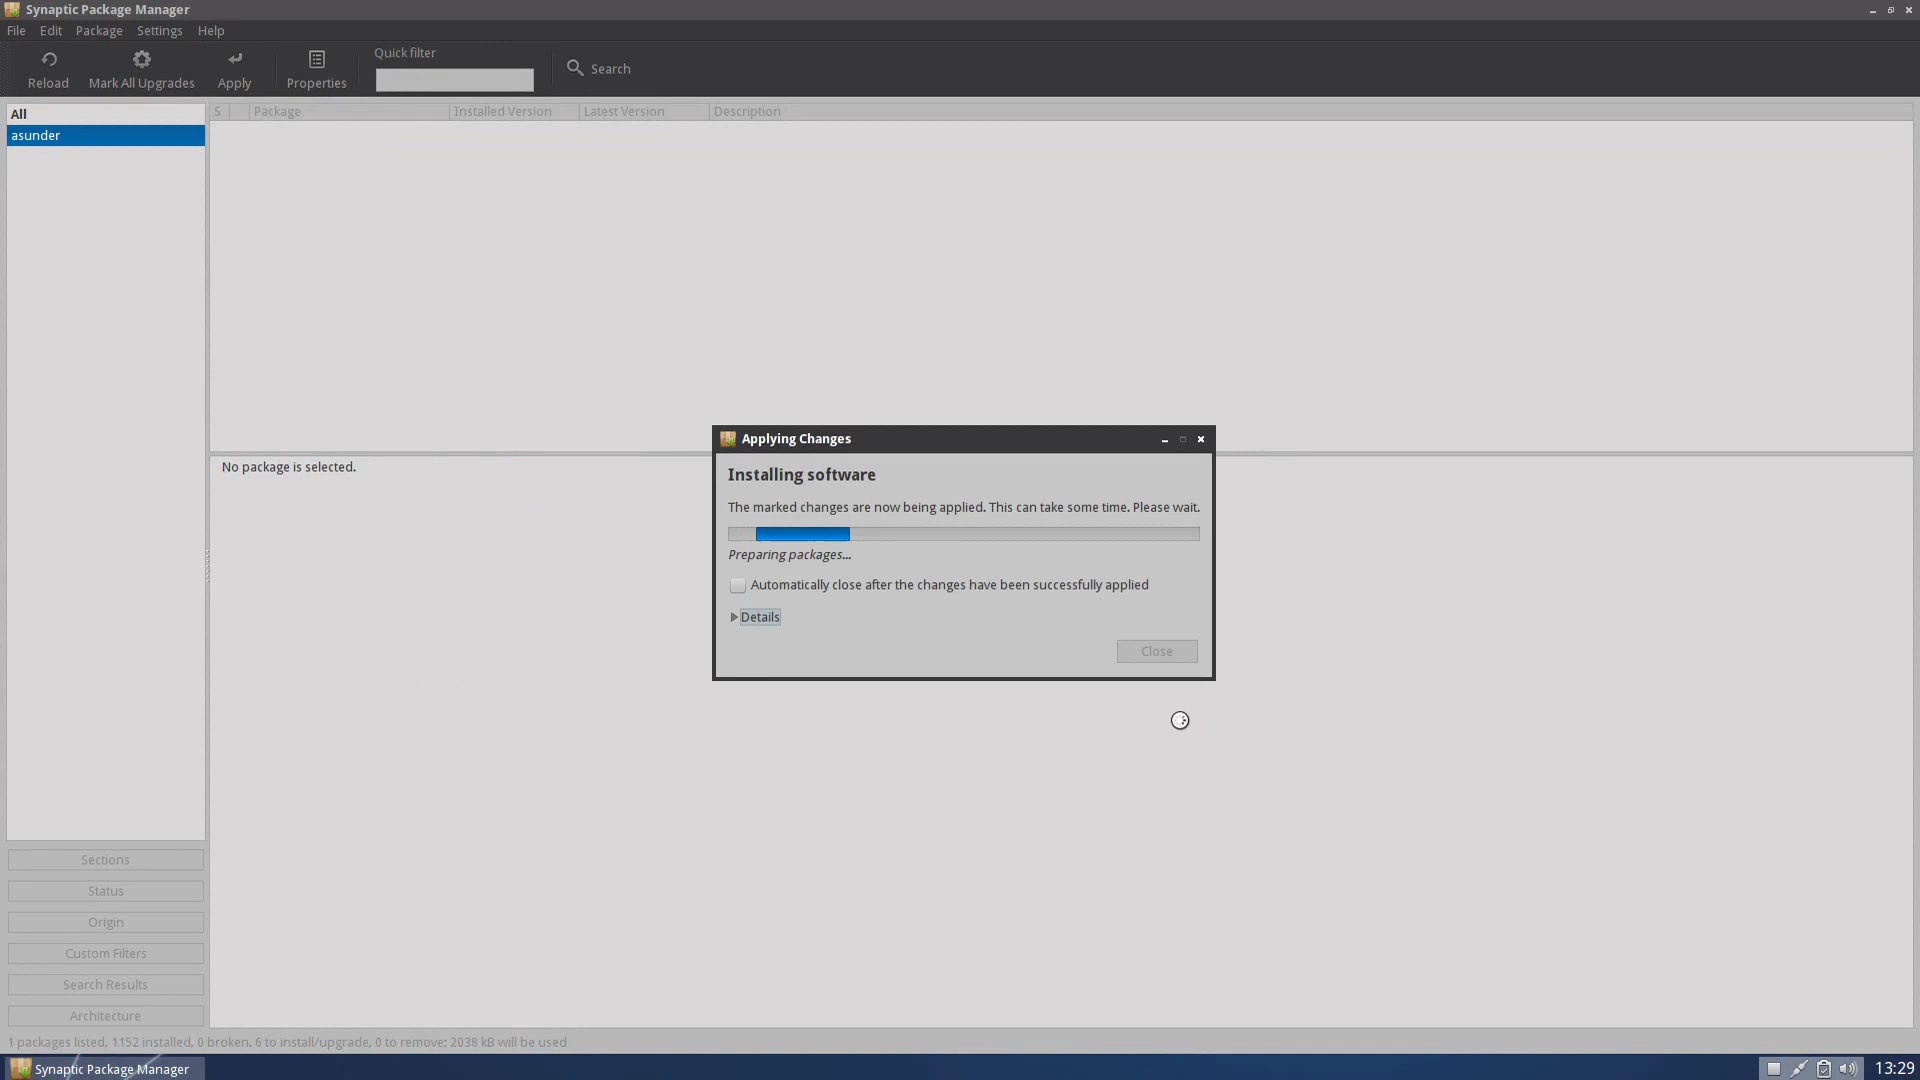 Synaptic Package Manager
File Edit Package Settings Help
Reload Mark All Upgrades Apply Properties Quick filter Search
All
asunder
S Package Installed Version Latest Version Description
No package is selected.
Applying Changes
Installing software
The marked changes are now being applied. This can take some time. Please wait.
Preparing packages...
Automatically close after the changes have been successfully applied
Details
Close
Sections
Status
Origin
Custom Filters
Search Results
Architecture
1 packages listed, 1152 installed, 0 broken. 6 to install/upgrade, 0 to remove; 2038 kB will be used
Synaptic Package Manager
13:29